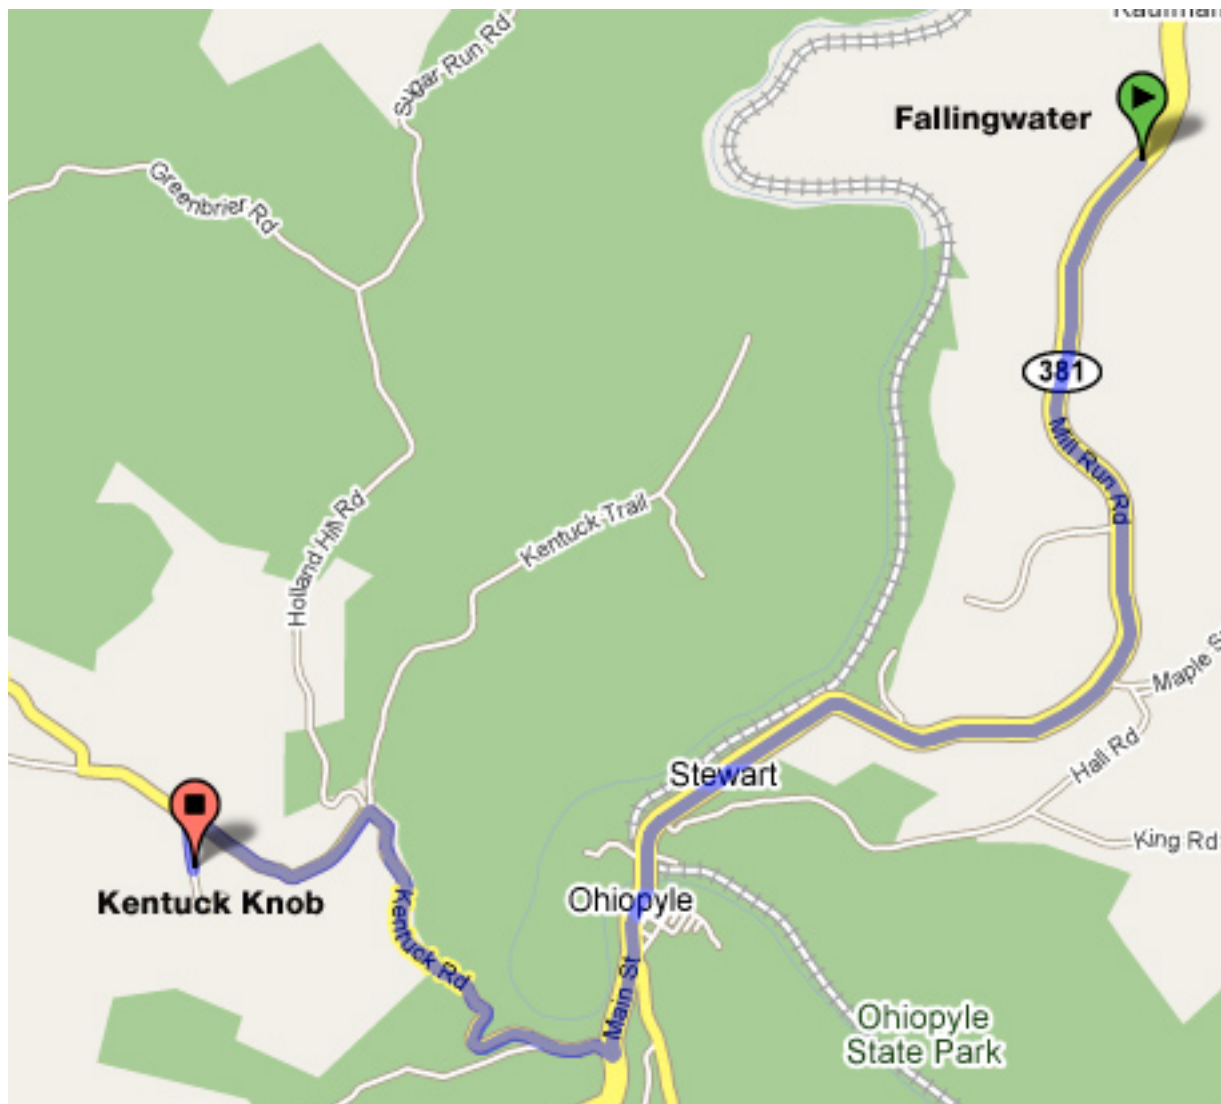 Sugar Run Rd
Fallingwater
Greenbrier Rd
381
Mill Run Rd
Kentuck Trail
Holland Hill Rd
Maple S
Hall Rd
Stewart
King Rd
Kentuck Knob
Ohiopyle
Kentuck Rd
Main St
Ohiopyle
State Park